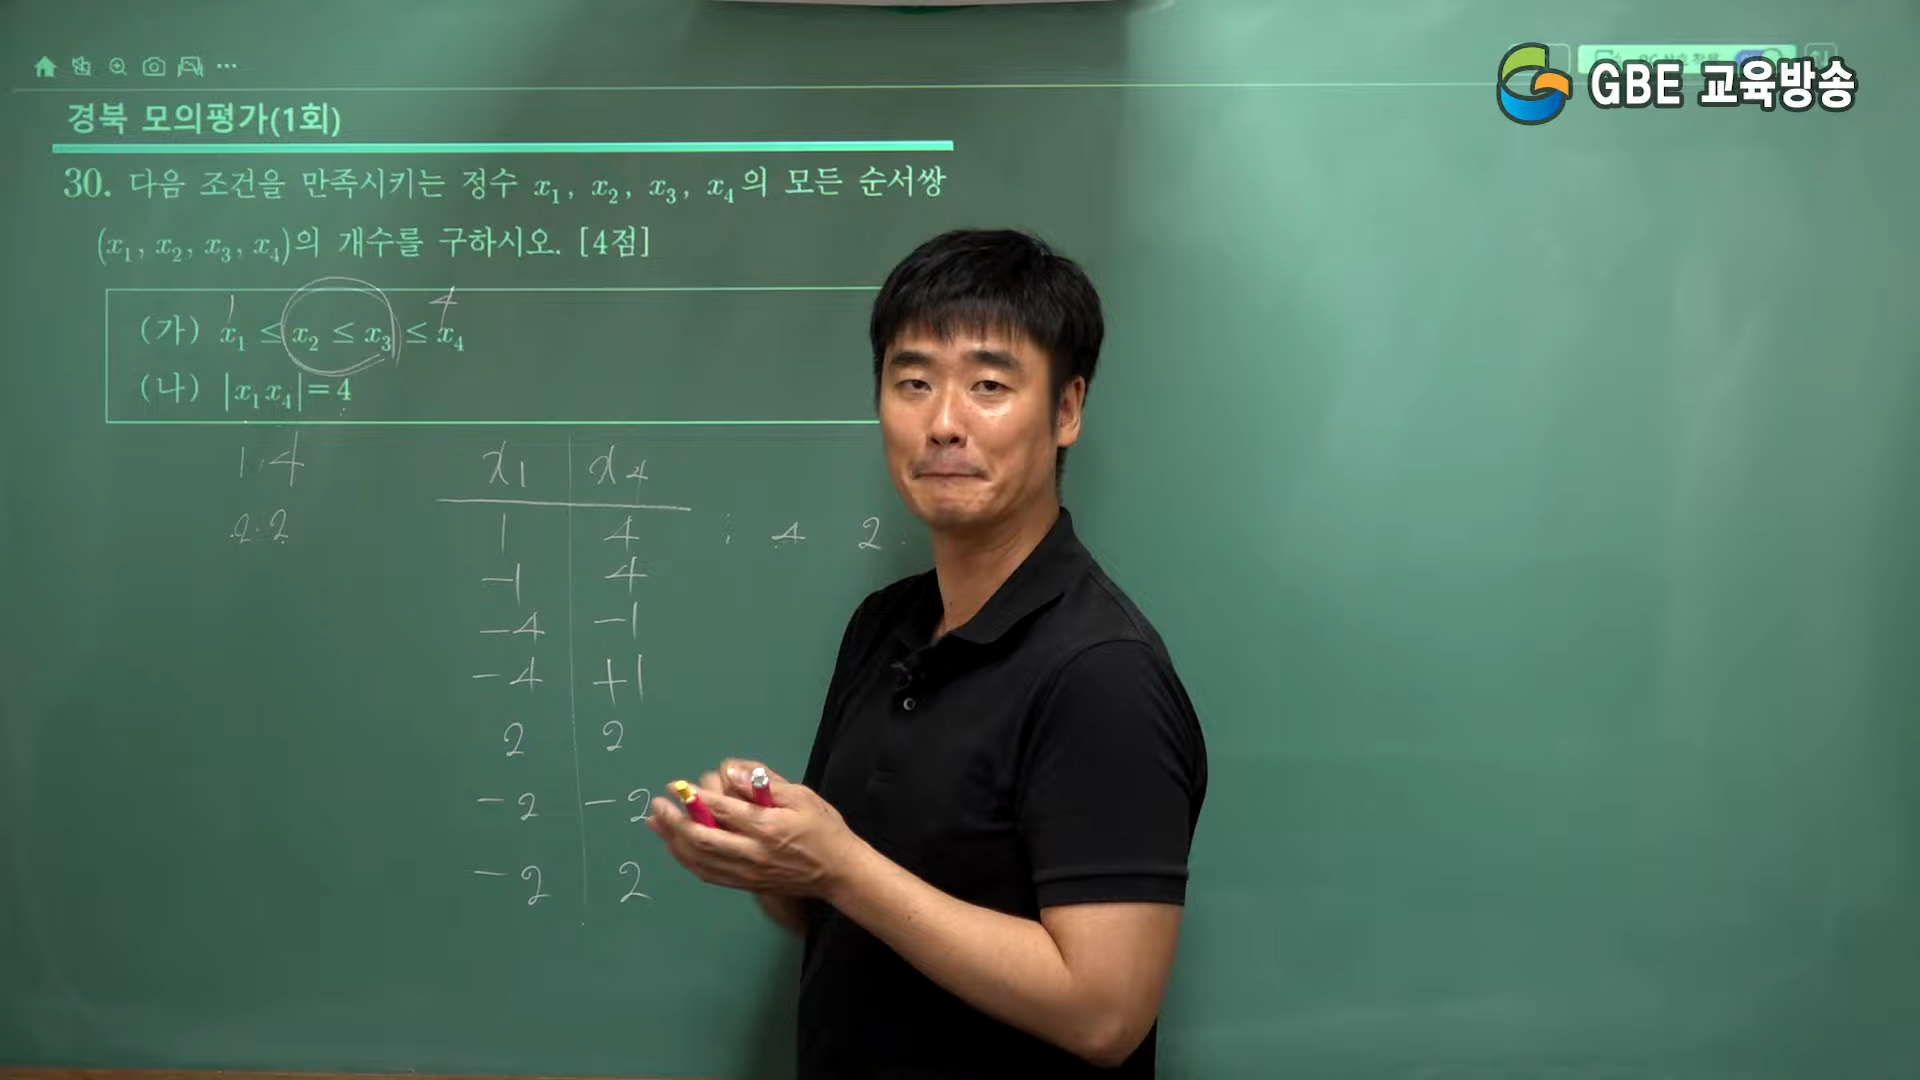 GBE 교육방송
경북 모의평가(1회)
30. 다음 조건을 만족시키는 정수 x₁, x₂, x₃, x₄의 모든 순서쌍
(x₁, x₂, x₃, x₄)의 개수를 구하시오. [4점]
1 4
(가) x₁ ≤ x₂ ≤ x₃ ≤ x₄
(나) |x₁x₄| = 4
1, 4
2, 2
x₁ x₄
1 4 ; 4 2
-1 4
-4 -1
-4 +1
2 2
-2 -2
-2 2